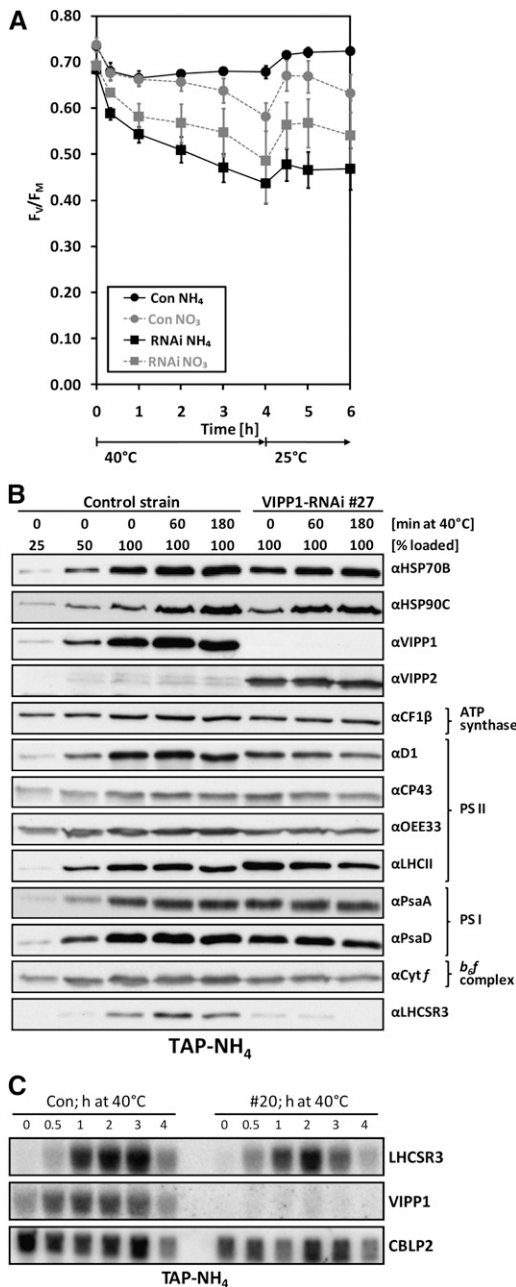 A
0.80
0.70
0.60
0.50
0.40
0.30
0.20
0.10
0.00
Fv/FM
Con NH₄
Con NO₃
RNAi NH₄
RNAi NO₃
0 1 2 3 4 5 6
Time [h]
40°C 25°C
B
Control strain VIPP1-RNAi #27
0 0 0 60 180 0 60 180 [min at 40°C]
25 50 100 100 100 100 100 100 [% loaded]
αHSP70B
αHSP90C
αVIPP1
αVIPP2
αCF1β ATP synthase
αD1
αCP43
αOEE33
αLHCII
PS II
αPsaA
αPsaD
PS I
αCyt f b₆f complex
αLHCSR3
TAP-NH₄
C
Con; h at 40°C #20; h at 40°C
0 0.5 1 2 3 4 0 0.5 1 2 3 4
LHCSR3
VIPP1
CBLP2
TAP-NH₄